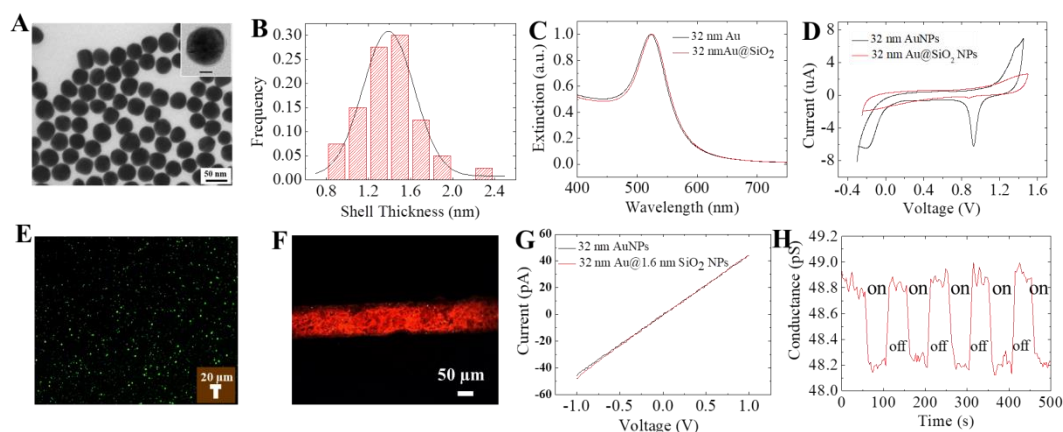 A
50 nm
B
Frequency
0.30
0.25
0.20
0.15
0.10
0.05
0.00
0.8
1.2
1.6
2.0
2.4
Shell Thickness (nm)
C
Extinction (a.u.)
32 nm Au
32 nmAu@SiO2
1.0
0.8
0.6
0.4
0.2
0.0
400
500
600
700
Wavelength (nm)
D
Current (uA)
32 nm AuNPs
32 nm Au@SiO2 NPs
8
4
0
-4
-8
-0.4
0.0
0.4
0.8
1.2
1.6
Voltage (V)
E
20 μm
F
50 μm
G
Current (pA)
32 nm AuNPs
32 nm Au@1.6 nm SiO2 NPs
60
40
20
0
-20
-40
-60
-1.0
-0.5
0.0
0.5
1.0
Voltage (V)
H
Conductance (pS)
49.2
49.0
48.8
48.6
48.4
48.2
48.0
on
on
on
on
on
off
off
off
off
0
100
200
300
400
500
Time (s)